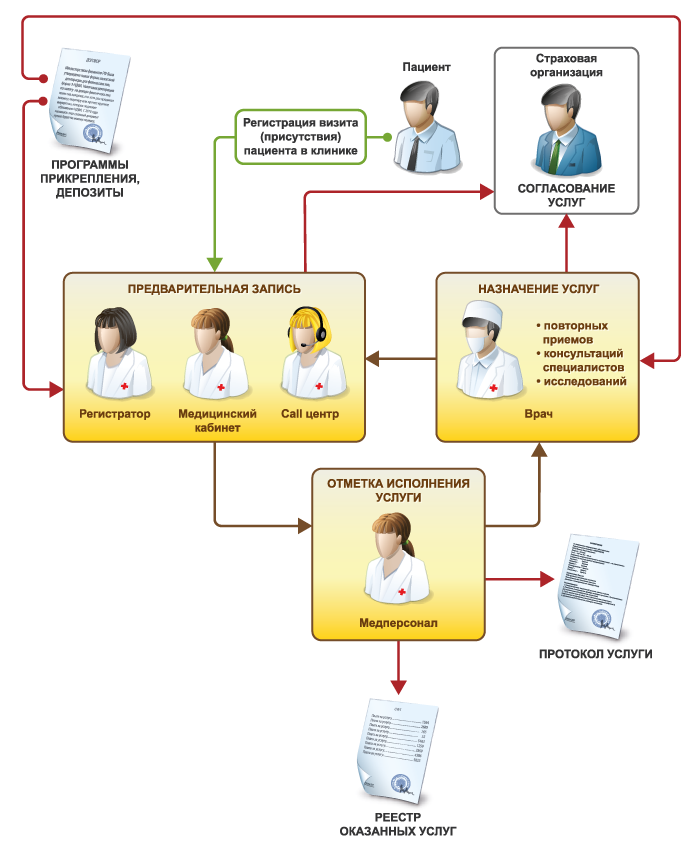 ДОГОВОР
ПРОГРАММЫ
ПРИКРЕПЛЕНИЯ,
ДЕПОЗИТЫ
Регистрация визита
(присутствия)
пациента в клинике
Пациент
Страховая
организация
СОГЛАСОВАНИЕ
УСЛУГ
ПРЕДВАРИТЕЛЬНАЯ ЗАПИСЬ
Регистратор
Медицинский
кабинет
Call центр
НАЗНАЧЕНИЕ УСЛУГ
• повторных
приемов
• консультаций
специалистов
• исследований
Врач
ОТМЕТКА ИСПОЛНЕНИЯ
УСЛУГИ
Медперсонал
ПРОТОКОЛ УСЛУГИ
РЕЕСТР
ОКАЗАННЫХ УСЛУГ